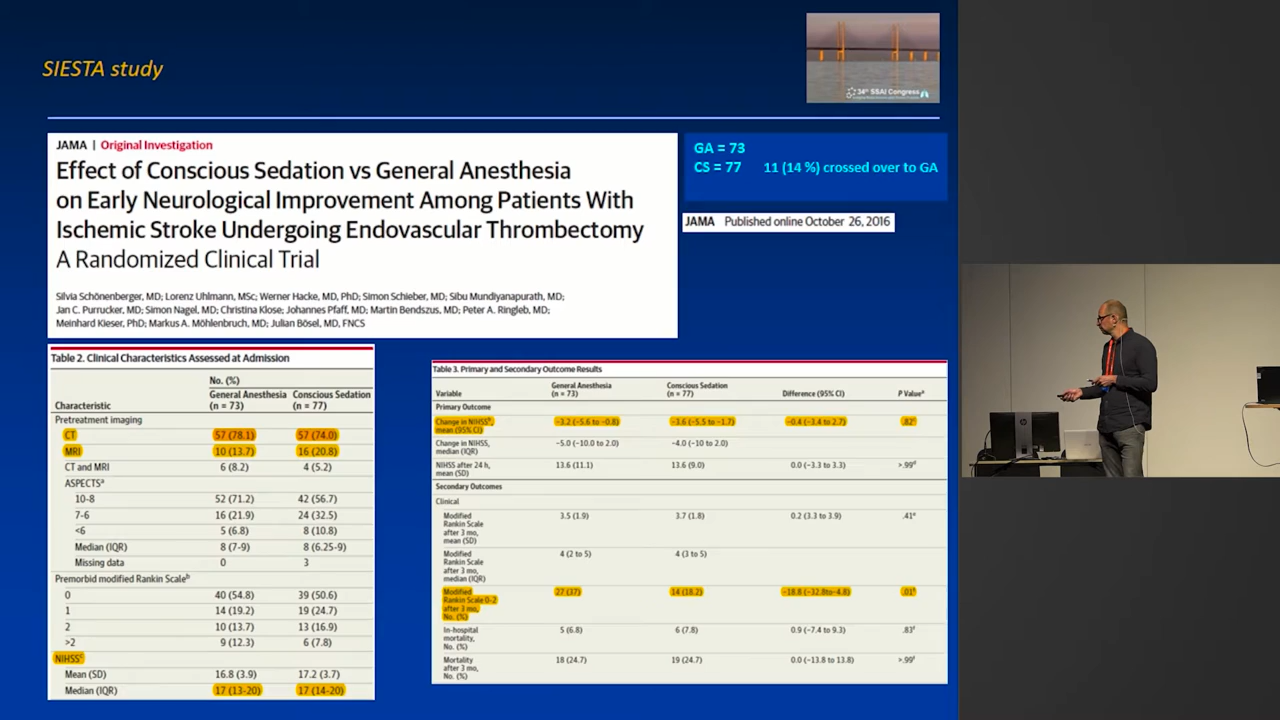 SIESTA study
34th SSAI Congress
JAMA | Original Investigation
Effect of Conscious Sedation vs General Anesthesia
on Early Neurological Improvement Among Patients With
Ischemic Stroke Undergoing Endovascular Thrombectomy
A Randomized Clinical Trial
Silvia Schönenberger, MD; Lorenz Uhlmann, MSc; Werner Hacke, MD, PhD; Simon Schieber, MD; Sibu Mundiyanapurath, MD;
Jan C. Purrucker, MD; Simon Nagel, MD; Christina Klose; Johannes Pfaff, MD; Martin Bendszus, MD; Peter A. Ringleb, MD;
Meinhard Kieser, PhD; Markus A. Möhlenbruch, MD; Julian Bösel, MD, FNCS
GA = 73
CS = 77 11 (14 %) crossed over to GA
JAMA Published online October 26, 2016
Table 2. Clinical Characteristics Assessed at Admission
No. (%)
Characteristic General Anesthesia (n = 73) Conscious Sedation (n = 77)
Pretreatment imaging
CT 57 (78.1) 57 (74.0)
MRI 10 (13.7) 16 (20.8)
CT and MRI 6 (8.2) 4 (5.2)
ASPECTSa
10-8 52 (71.2) 42 (56.7)
7-6 16 (21.9) 24 (32.5)
<6 5 (6.8) 8 (10.8)
Median (IQR) 8 (7-9) 8 (6.25-9)
Missing data 0 3
Premorbid modified Rankin Scaleb
0 40 (54.8) 39 (50.6)
1 14 (19.2) 19 (24.7)
2 10 (13.7) 13 (16.9)
>2 9 (12.3) 6 (7.8)
NIHSSc
Mean (SD) 16.8 (3.9) 17.2 (3.7)
Median (IQR) 17 (13-20) 17 (14-20)
Table 3. Primary and Secondary Outcome Results
Variable General Anesthesia (n = 73) Conscious Sedation (n = 77) Difference (95% CI) P Valuea
Primary Outcome
Change in NIHSSb, mean (95% CI) −3.2 (−5.6 to −0.8) −3.6 (−5.5 to −1.7) −0.4 (−3.4 to 2.7) .82c
Change in NIHSS, median (IQR) −5.0 (−10.0 to 2.0) −4.0 (−10 to 2.0)
NIHSS after 24 h, mean (SD) 13.6 (11.1) 13.6 (9.0) 0.0 (−3.3 to 3.3) >.99d
Secondary Outcomes
Clinical
Modified Rankin Scale after 3 mo, mean (SD) 3.5 (1.9) 3.7 (1.8) 0.2 (3.3 to 3.9) .41e
Modified Rankin Scale after 3 mo, median (IQR) 4 (2 to 5) 4 (3 to 5)
Modified Rankin Scale 0-2 after 3 mo, No. (%) 27 (37) 14 (18.2) −18.8 (−32.8to −4.8) .01f
In-hospital mortality, No. (%) 5 (6.8) 6 (7.8) 0.9 (−7.4 to 9.3) .83f
Mortality after 3 mo, No. (%) 18 (24.7) 19 (24.7) 0.0 (−13.8 to 13.8) >.99f